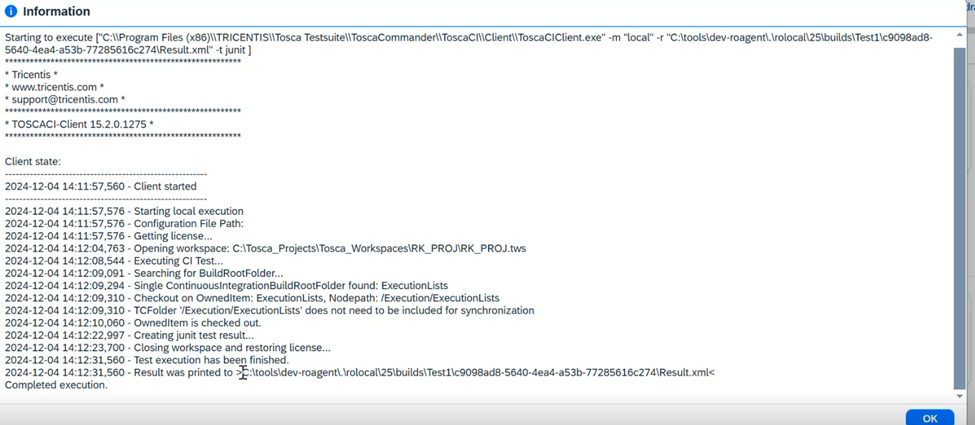 Information
Starting to execute ["C:\\Program Files (x86)\\TRICENTIS\\Tosca Testsuite\\ToscaCommander\\ToscaCI\\Client\\ToscaCIClient.exe" -m "local" -r "C:\tools\dev-roagent\.\rolocal\25\builds\Test1\c9098ad8-
5640-4ea4-a53b-77285616c274\Result.xml" -t junit ]
******************************************************************
* Tricentis *
* www.tricentis.com *
* support@tricentis.com *
******************************************************************
* TOSCACI-Client 15.2.0.1275 *
******************************************************************
Client state:
----------------------------------------------------------
2024-12-04 14:11:57,560 - Client started
----------------------------------------------------------
2024-12-04 14:11:57,576 - Starting local execution
2024-12-04 14:11:57,576 - Configuration File Path:
2024-12-04 14:11:57,576 - Getting license...
2024-12-04 14:12:04,763 - Opening workspace: C:\Tosca_Projects\Tosca_Workspaces\RK_PROJ\RK_PROJ.tws
2024-12-04 14:12:08,544 - Executing CI Test...
2024-12-04 14:12:09,091 - Searching for BuildRootFolder...
2024-12-04 14:12:09,294 - Single ContinuousIntegrationBuildRootFolder found: ExecutionLists
2024-12-04 14:12:09,310 - Checkout on OwnedItem: ExecutionLists, Nodepath: /Execution/ExecutionLists
2024-12-04 14:12:09,310 - TCFolder '/Execution/ExecutionLists' does not need to be included for synchronization
2024-12-04 14:12:10,060 - OwnedItem is checked out.
2024-12-04 14:12:22,997 - Creating junit test result...
2024-12-04 14:12:23,700 - Closing workspace and restoring license...
2024-12-04 14:12:31,560 - Test execution has been finished.
2024-12-04 14:12:31,560 - Result was printed to >C:\tools\dev-roagent\.\rolocal\25\builds\Test1\c9098ad8-5640-4ea4-a53b-77285616c274\Result.xml<
Completed execution.
OK